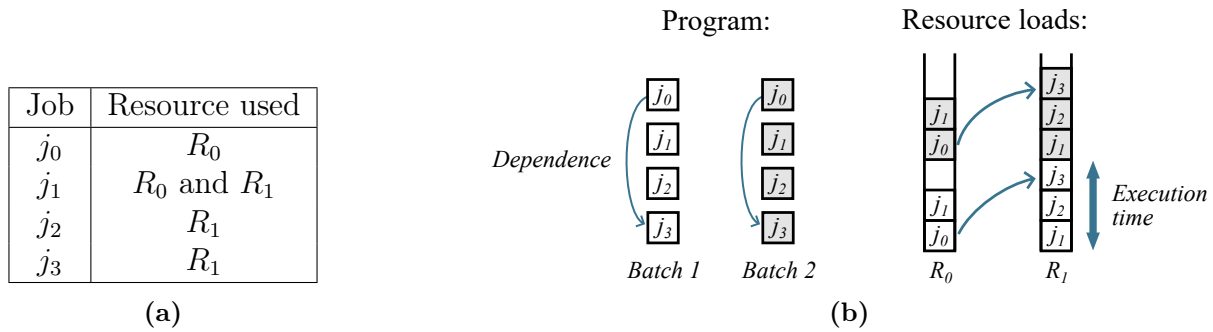 Job Resource used
j0 R0
j1 R0 and R1
j2 R1
j3 R1
(a)
Program:
j0 j0
j1 j1
Dependence
j2 j2
j3 j3
Batch 1 Batch 2
Resource loads:
j3
j1 j2
j0 j1
j3
j1 j2
j0 j1
R0 R1
Execution
time
(b)